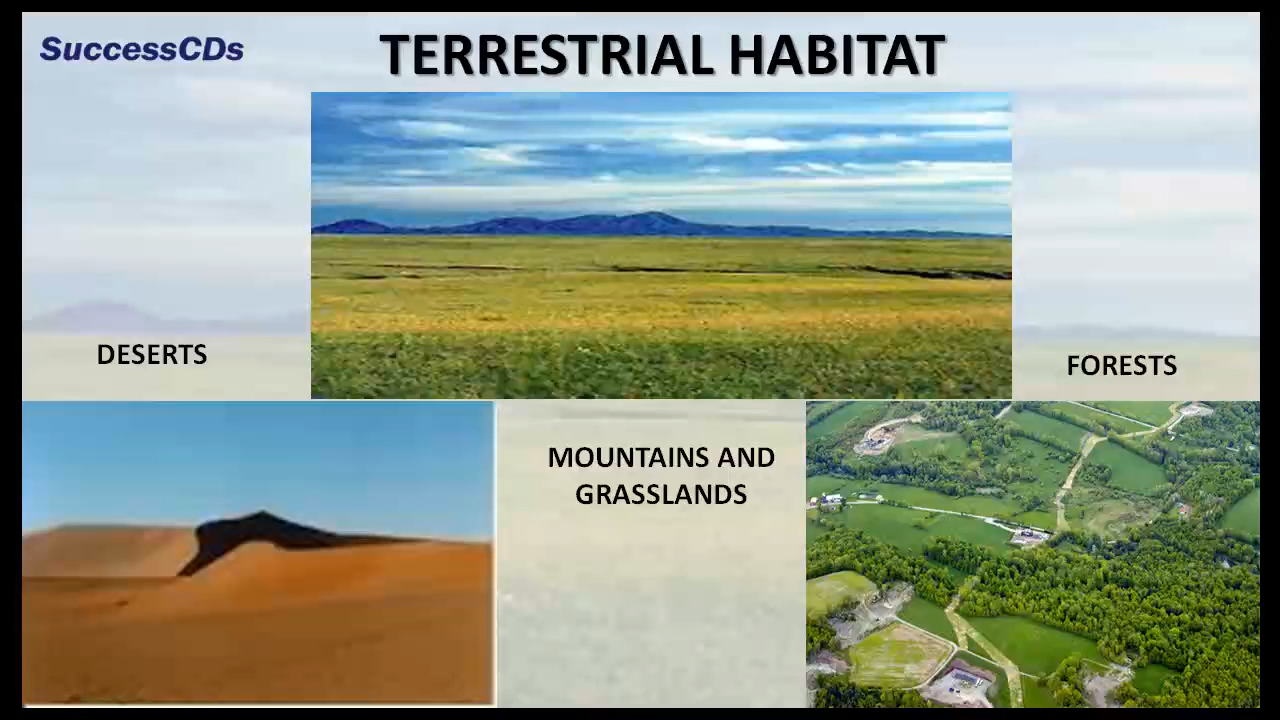 SuccessCDs
TERRESTRIAL HABITAT
DESERTS
FORESTS
MOUNTAINS AND
GRASSLANDS